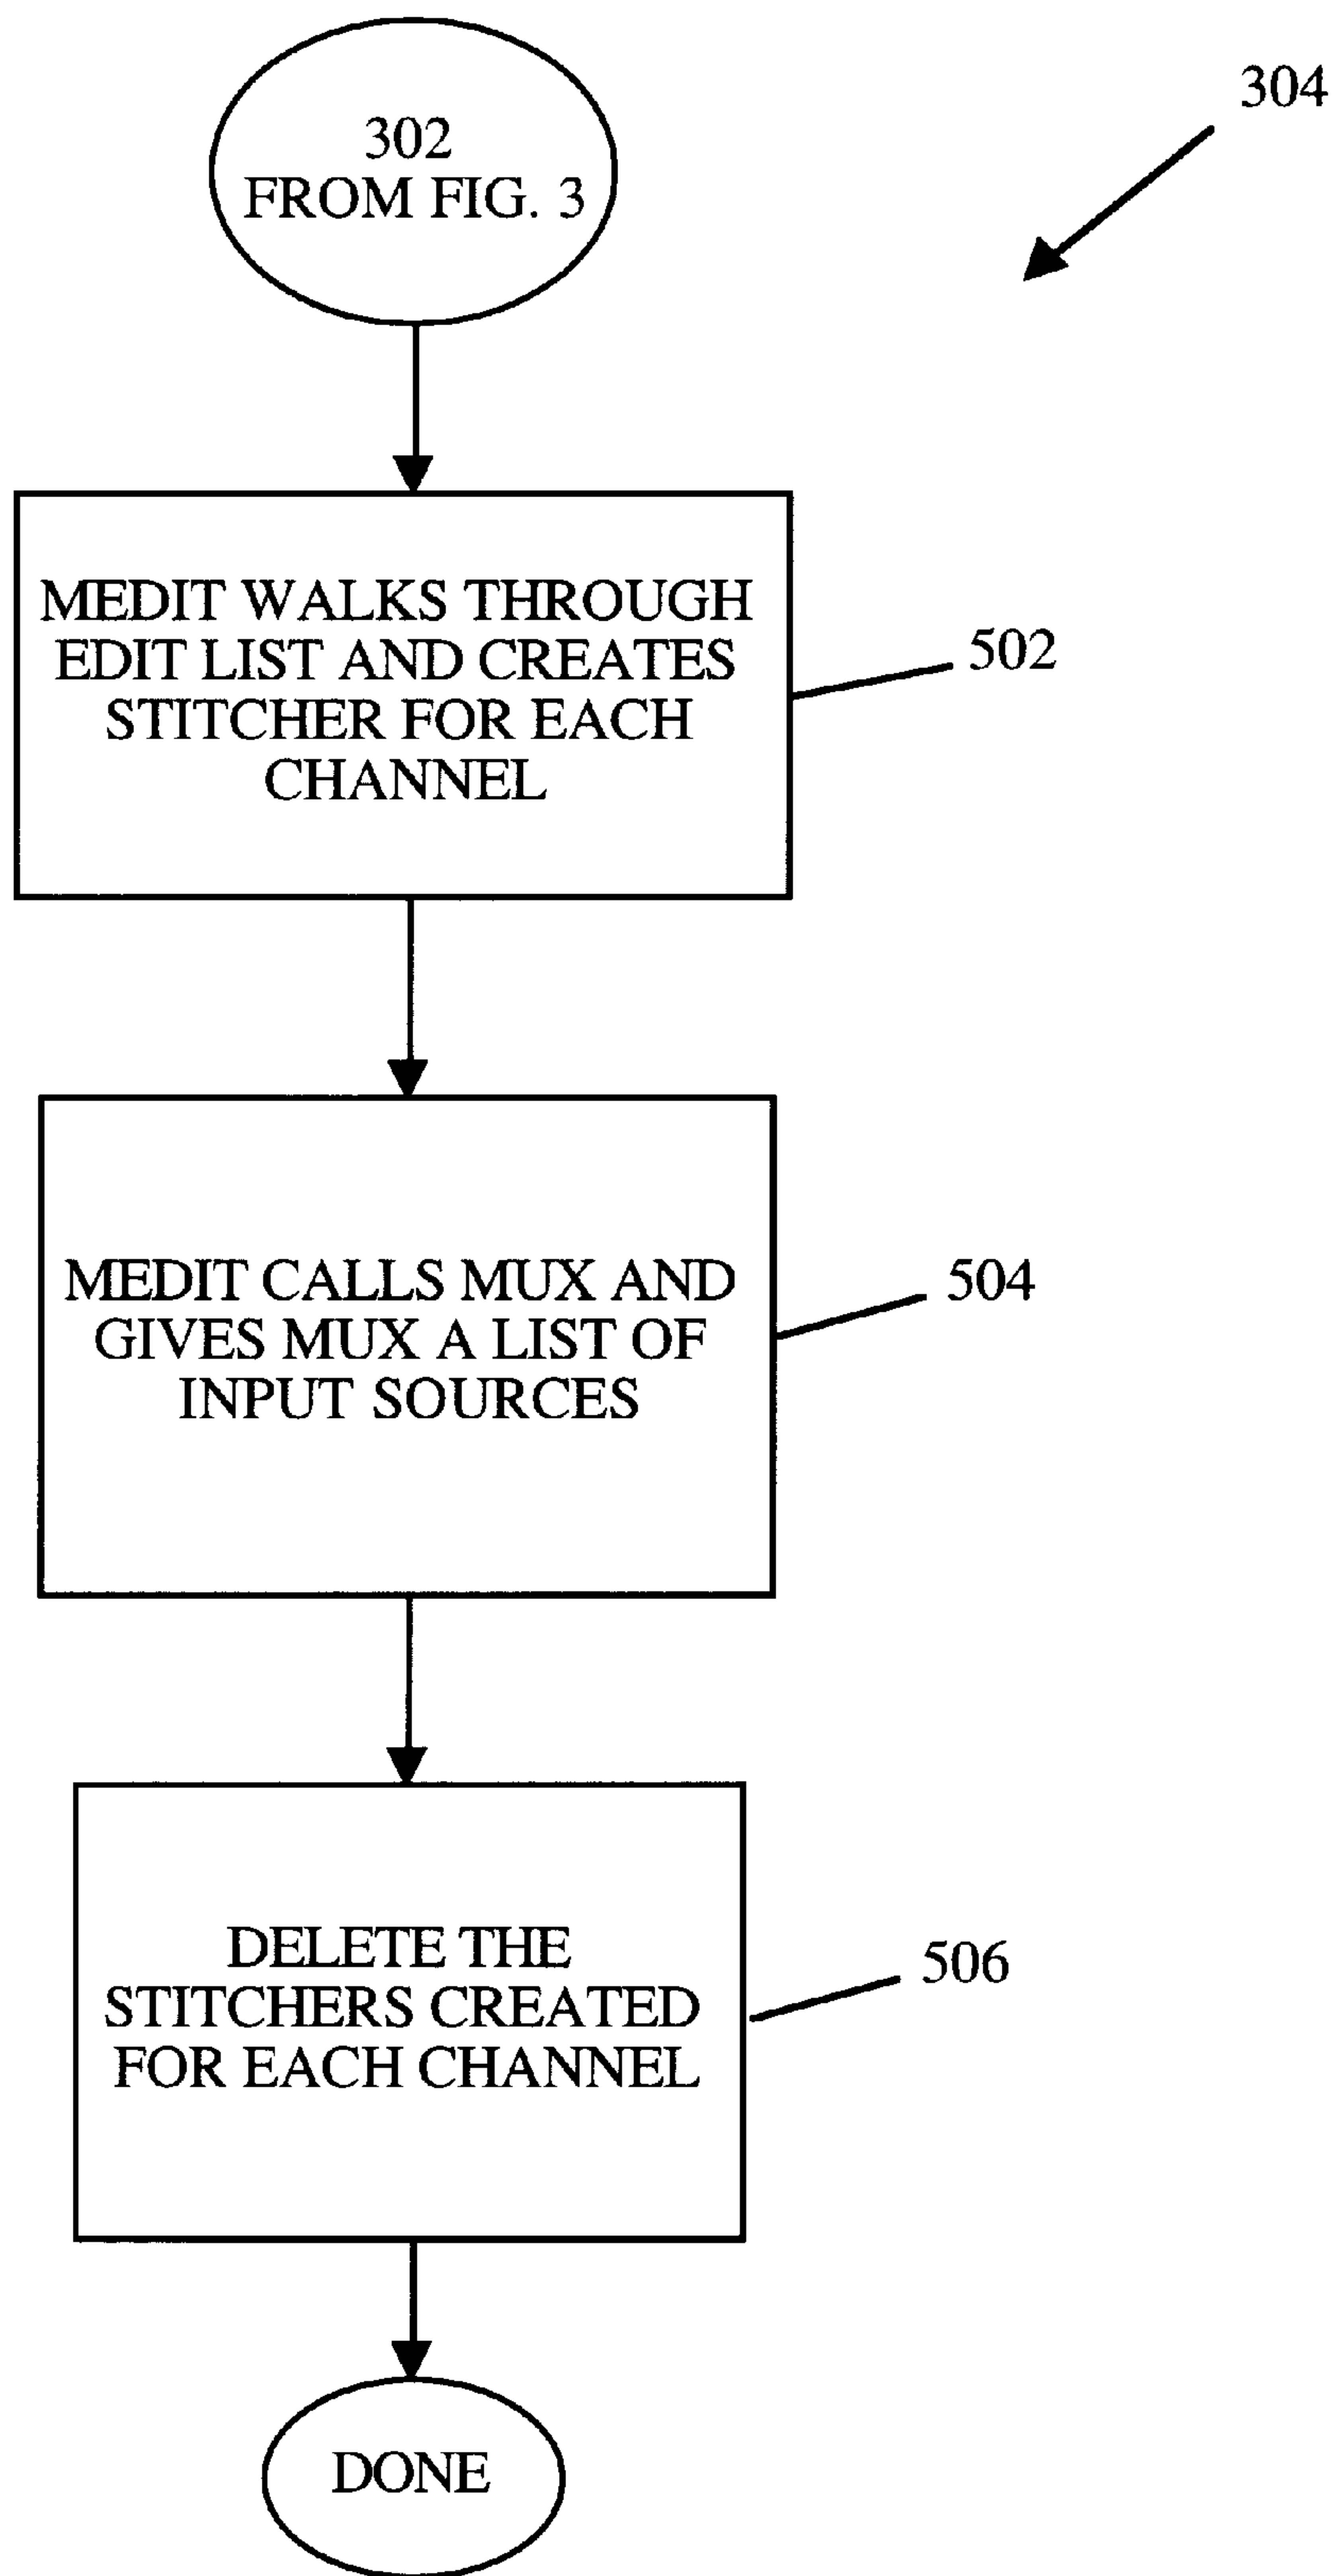 304
302
FROM FIG. 3
MEDIT WALKS THROUGH
EDIT LIST AND CREATES
STITCHER FOR EACH
CHANNEL
502
MEDIT CALLS MUX AND
GIVES MUX A LIST OF
INPUT SOURCES
504
DELETE THE
STITCHERS CREATED
FOR EACH CHANNEL
506
DONE